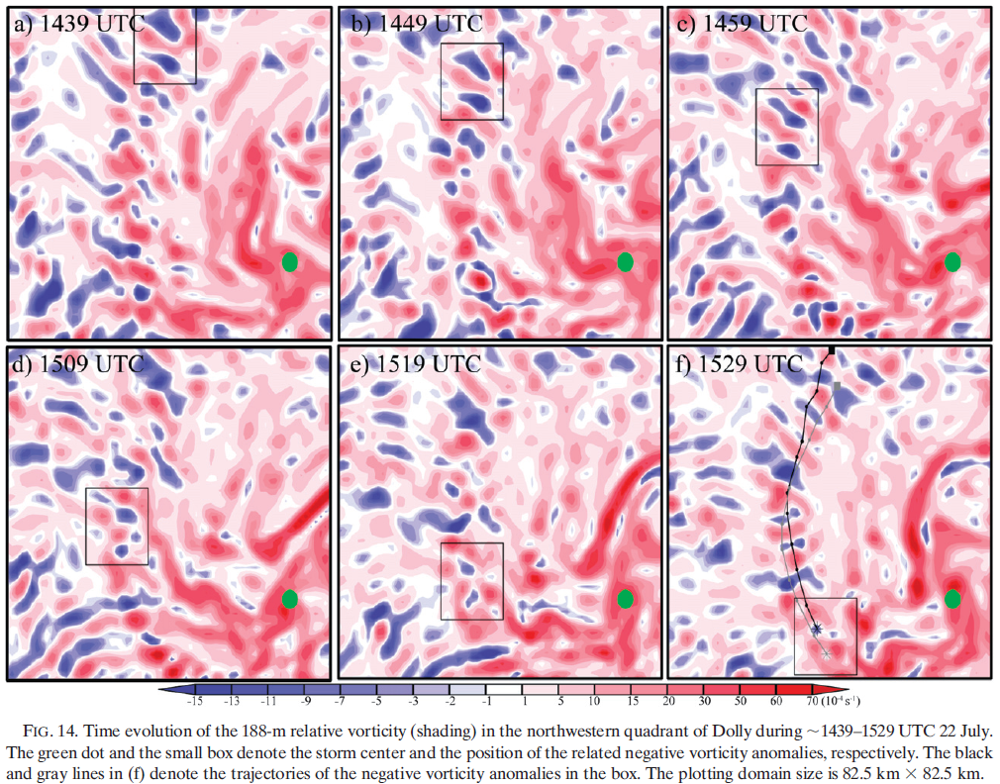 a) 1439 UTC
b) 1449 UTC
c) 1459 UTC
d) 1509 UTC
e) 1519 UTC
f) 1529 UTC
-15 -13 -11 -9 -7 -5 -3 -2 -1 1 5 10 15 20 30 50 60 70 (10⁻⁴ s⁻¹)
FIG. 14. Time evolution of the 188-m relative vorticity (shading) in the northwestern quadrant of Dolly during ~1439–1529 UTC 22 July.
The green dot and the small box denote the storm center and the position of the related negative vorticity anomalies, respectively. The black
and gray lines in (f) denote the trajectories of the negative vorticity anomalies in the box. The plotting domain size is 82.5 km × 82.5 km.